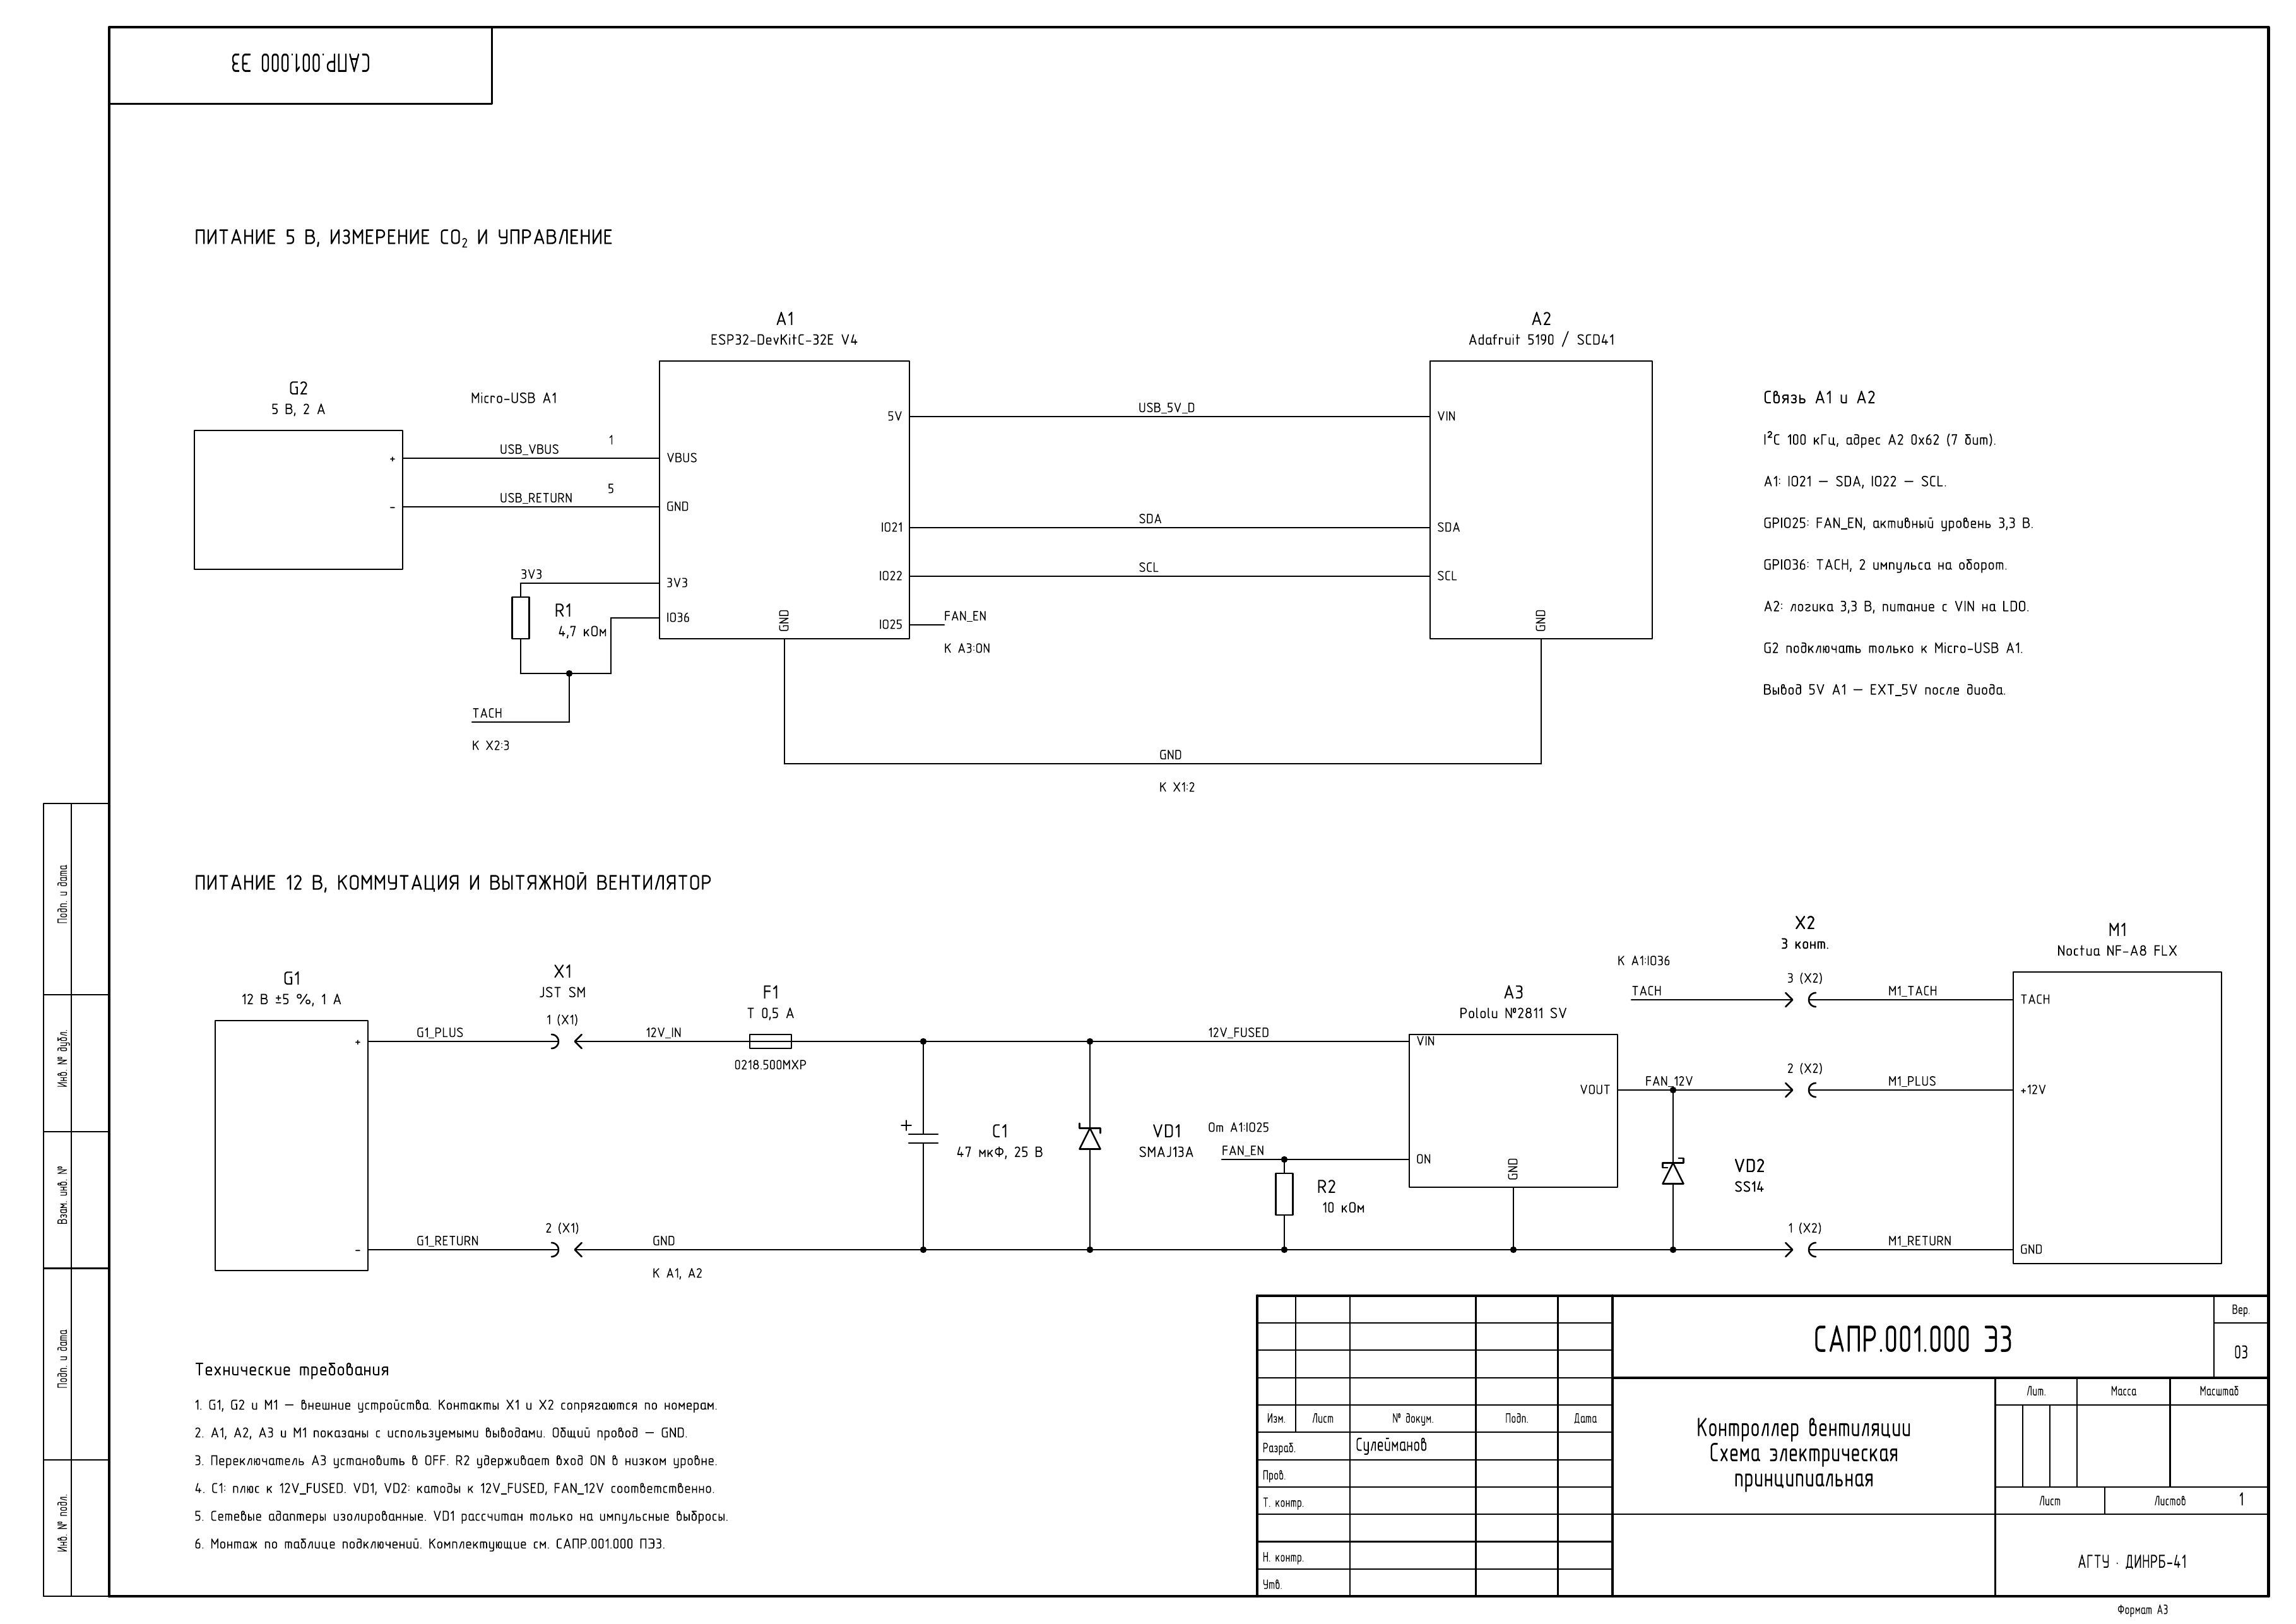 САПР.001.000 Э3
ПИТАНИЕ 5 В, ИЗМЕРЕНИЕ CO₂ И УПРАВЛЕНИЕ
A1
ESP32-DevKitC-32E V4
A2
Adafruit 5190 / SCD41
G2
5 В, 2 А
Micro-USB A1
+
-
USB_VBUS
1
USB_RETURN
5
VBUS
GND
3V3
IO36
5V
IO21
IO22
IO25
GND
3V3
R1
4,7 кОм
TACH
К X2:3
FAN_EN
К A3:ON
USB_5V_D
SDA
SCL
GND
К X1:2
VIN
SDA
SCL
GND
Связь A1 и A2
I²C 100 кГц, адрес A2 0x62 (7 бит).
A1: IO21 — SDA, IO22 — SCL.
GPIO25: FAN_EN, активный уровень 3,3 В.
GPIO36: TACH, 2 импульса на оборот.
A2: логика 3,3 В, питание с VIN на LDO.
G2 подключать только к Micro-USB A1.
Вывод 5V A1 — EXT_5V после диода.
ПИТАНИЕ 12 В, КОММУТАЦИЯ И ВЫТЯЖНОЙ ВЕНТИЛЯТОР
G1
12 В ±5 %, 1 А
+
-
G1_PLUS
G1_RETURN
X1
JST SM
1 (X1)
2 (X1)
12V_IN
GND
К A1, A2
F1
Т 0,5 А
0218.500MXP
+
C1
47 мкФ, 25 В
VD1
SMAJ13A
12V_FUSED
От A1:IO25
FAN_EN
R2
10 кОм
A3
Pololu №2811 SV
VIN
VOUT
ON
GND
К A1:IO36
TACH
FAN_12V
VD2
SS14
X2
3 конт.
3 (X2)
2 (X2)
1 (X2)
M1_TACH
M1_PLUS
M1_RETURN
M1
Noctua NF-A8 FLX
TACH
+12V
GND
Технические требования
1. G1, G2 и M1 — внешние устройства. Контакты X1 и X2 сопрягаются по номерам.
2. A1, A2, A3 и M1 показаны с используемыми выводами. Общий провод — GND.
3. Переключатель A3 установить в OFF. R2 удерживает вход ON в низком уровне.
4. C1: плюс к 12V_FUSED. VD1, VD2: катоды к 12V_FUSED, FAN_12V соответственно.
5. Сетевые адаптеры изолированные. VD1 рассчитан только на импульсные выбросы.
6. Монтаж по таблице подключений. Комплектующие см. САПР.001.000 ПЭ3.
Подп. и дата
Инв. № дубл.
Взам. инв. №
Подп. и дата
Инв. № подл.
САПР.001.000 Э3
Вер.
03
Изм.
Лист
№ докум.
Подп.
Дата
Разраб.
Сулейманов
Пров.
Т. контр.
Н. контр.
Утв.
Контроллер вентиляции
Схема электрическая
принципиальная
Лит.
Масса
Масштаб
Лист
Листов
1
АГТУ · ДИНРБ-41
Формат А3